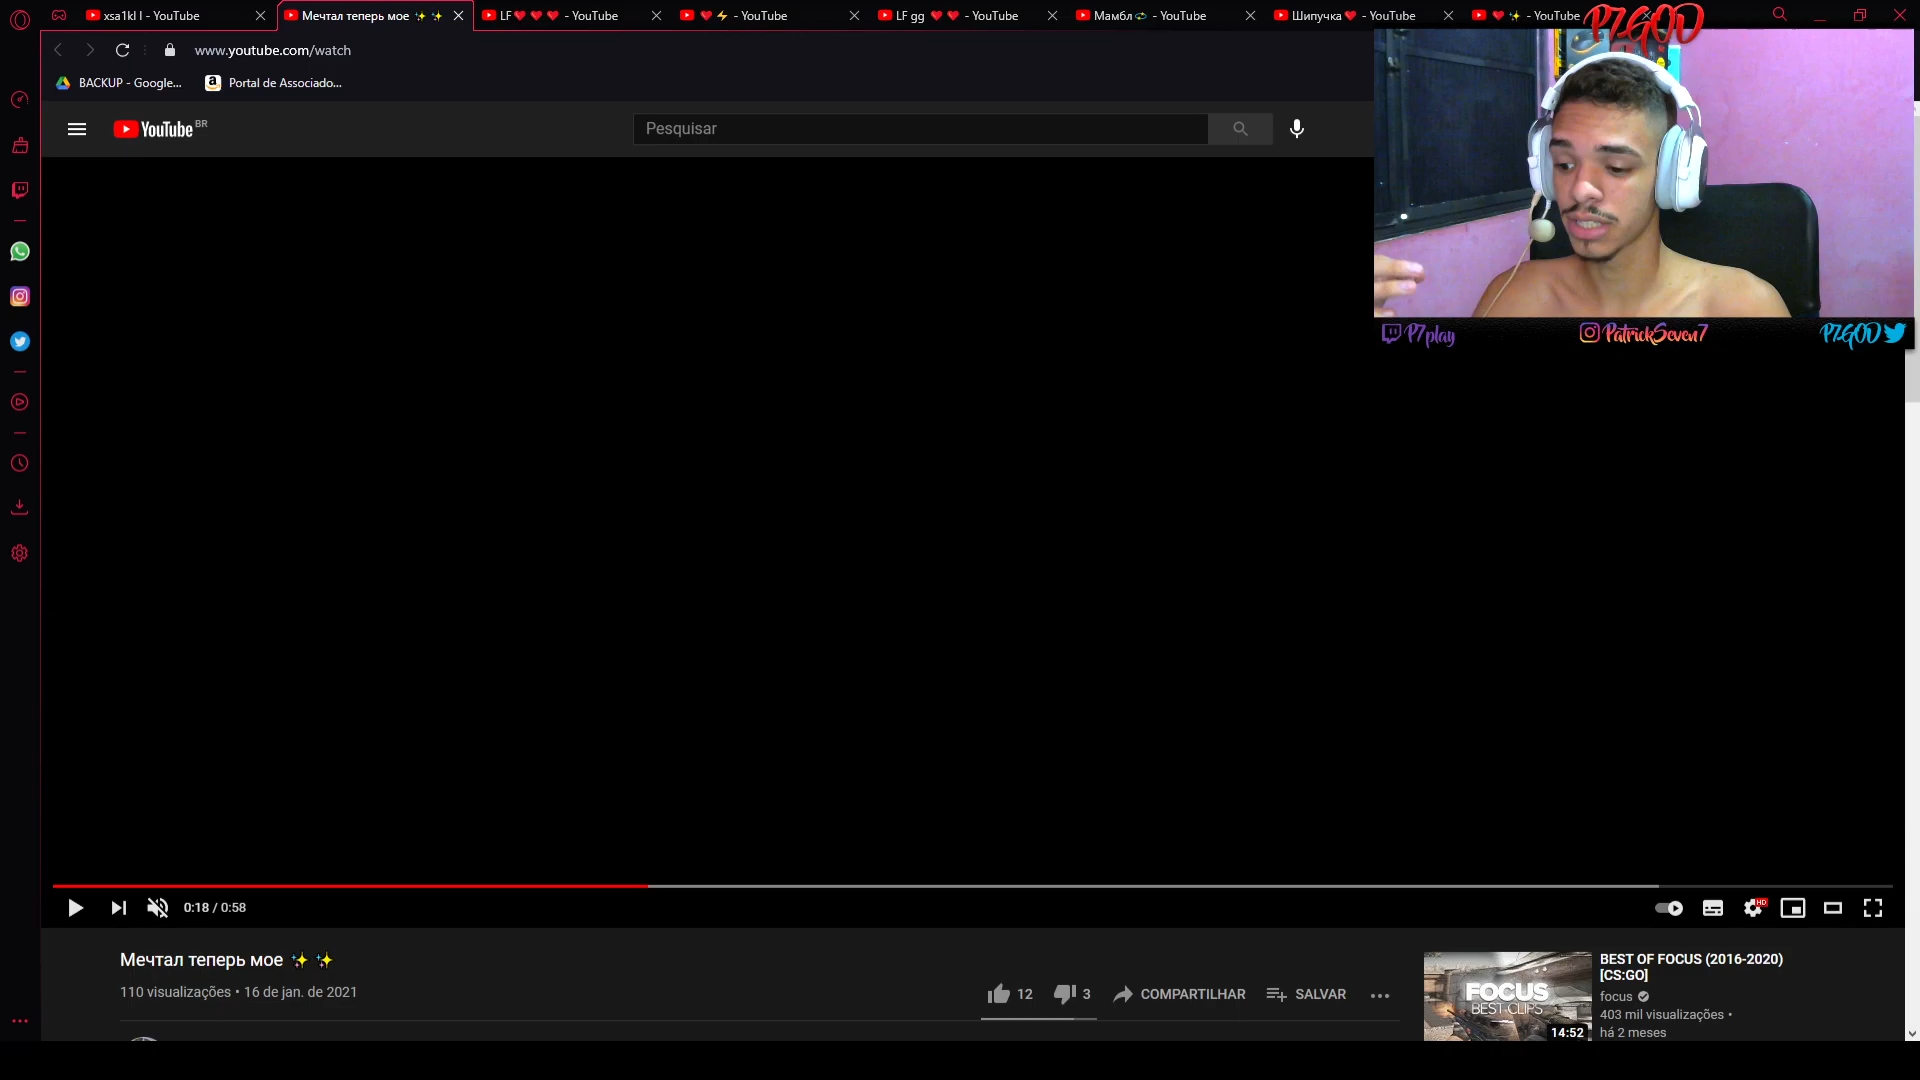 xsa1kl l - YouTube
Мечтал теперь мое ✨ ✨
LF❤ ❤ ❤ - YouTube
❤ ⚡ - YouTube
LF gg ❤ ❤ - YouTube
Мамбл🐟 - YouTube
Шипучка❤ - YouTube
❤ ✨ - YouTube
P7GOD
www.youtube.com/watch
BACKUP - Google...
Portal de Associado...
YouTube BR
Pesquisar
P7play
PatrickSeven7
P7GOD
0:18 / 0:58
HD
Мечтал теперь мое ✨ ✨
110 visualizações • 16 de jan. de 2021
12
3
COMPARTILHAR
SALVAR
FOCUS
BEST CLIPS
14:52
BEST OF FOCUS (2016-2020)
[CS:GO]
focus
403 mil visualizações •
há 2 meses